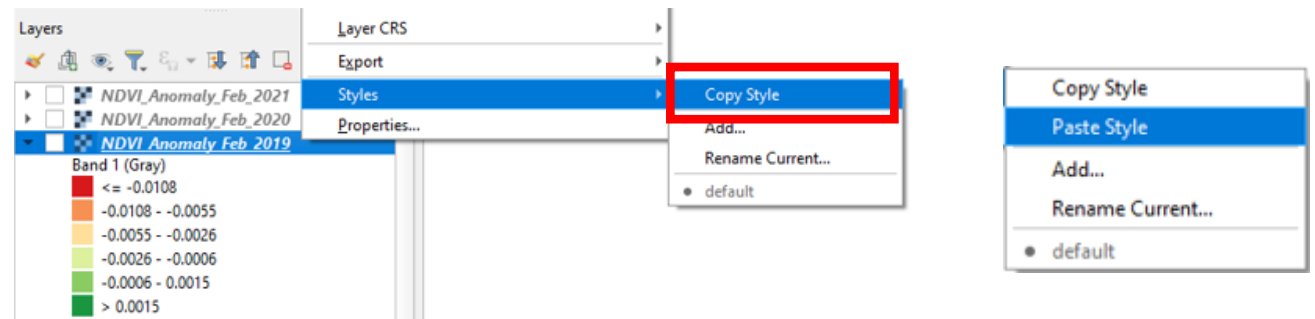 Layers
NDVI_Anomaly_Feb_2021
NDVI_Anomaly_Feb_2020
NDVI_Anomaly_Feb_2019
Band 1 (Gray)
<= -0.0108
-0.0108 - -0.0055
-0.0055 - -0.0026
-0.0026 - -0.0006
-0.0006 - 0.0015
> 0.0015
Layer CRS
Export
Styles
Properties...
Copy Style
Add...
Rename Current...
default
Copy Style
Paste Style
Add...
Rename Current...
default